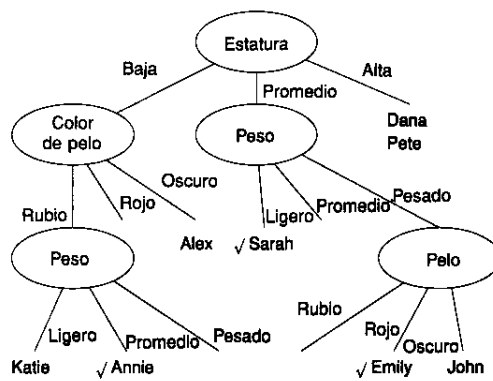 Estatura
Baja
Promedio
Alta
Color
de pelo
Peso
Dana
Pete
Rubio
Rojo
Oscuro
Ligero
Promedio
Pesado
Alex
√ Sarah
Peso
Pelo
Ligero
Promedio
Pesado
Rubio
Rojo
Oscuro
Katie
√ Annie
√ Emily
John